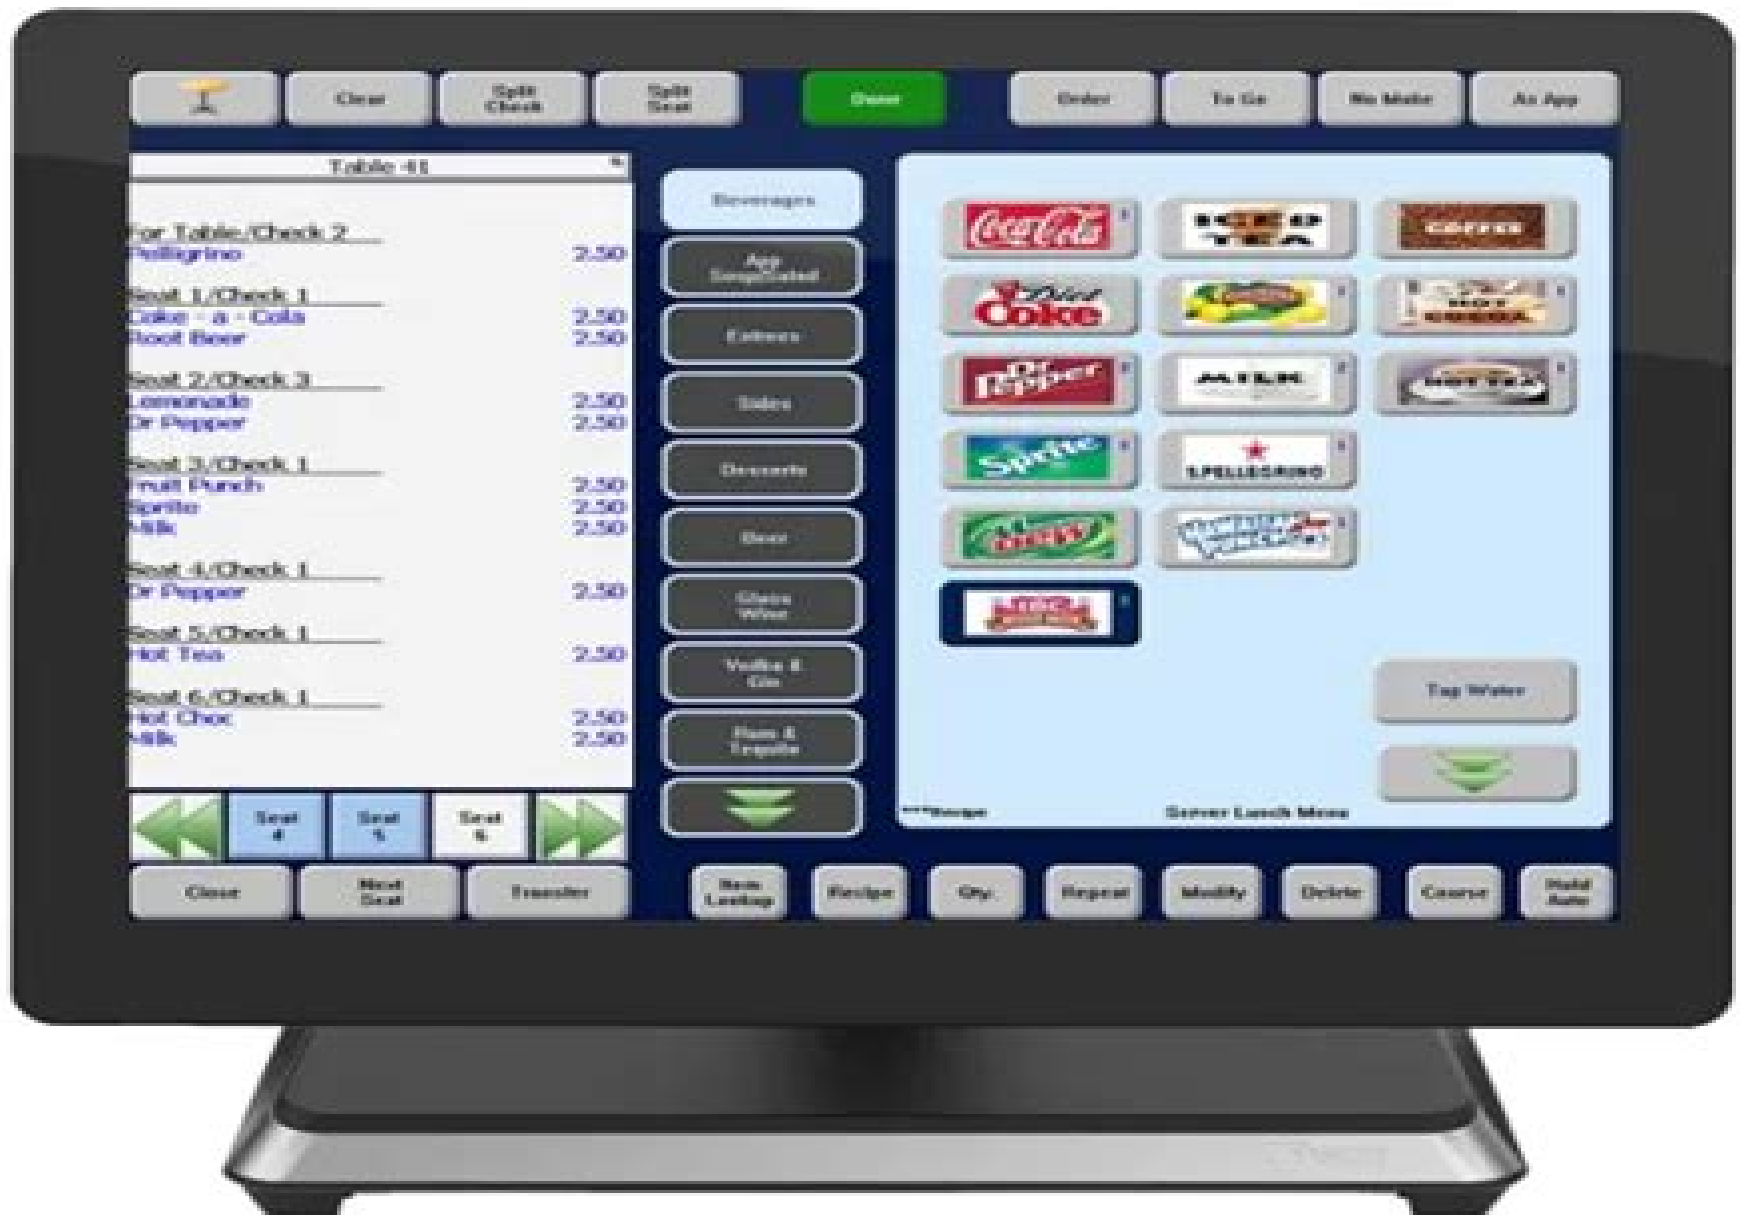 Clear
Split
Check
Split
Seat
Done
Order
To Go
No Make
As App
Table 41
For Table/Check 2
Pelligrino 2.50
Seat 1/Check 1
Coke - a - Cola 2.50
Root Beer 2.50
Seat 2/Check 3
Lemonade 2.50
Dr Pepper 2.50
Seat 3/Check 1
Fruit Punch 2.50
Sprite 2.50
Milk 2.50
Seat 4/Check 1
Dr Pepper 2.50
Seat 5/Check 1
Hot Tea 2.50
Seat 6/Check 1
Hot Choc 2.50
Milk 2.50
Seat
4
Seat
5
Seat
6
Close
Next
Seat
Transfer
Beverages
App
Soup/Salad
Entrees
Sides
Desserts
Beer
Glass
Wine
Vodka &
Gin
Rum &
Tequila
Coca-Cola
ICED
TEA
COFFEE
Diet
Coke
HOT
COCOA
Dr
Pepper
MILK
HOT TEA
Sprite
S.PELLEGRINO
Dew
IBC
Tap Water
***Recipe
Server Lunch Menu
Item
Lookup
Recipe
Qty.
Repeat
Modify
Delete
Course
Hold
Auto